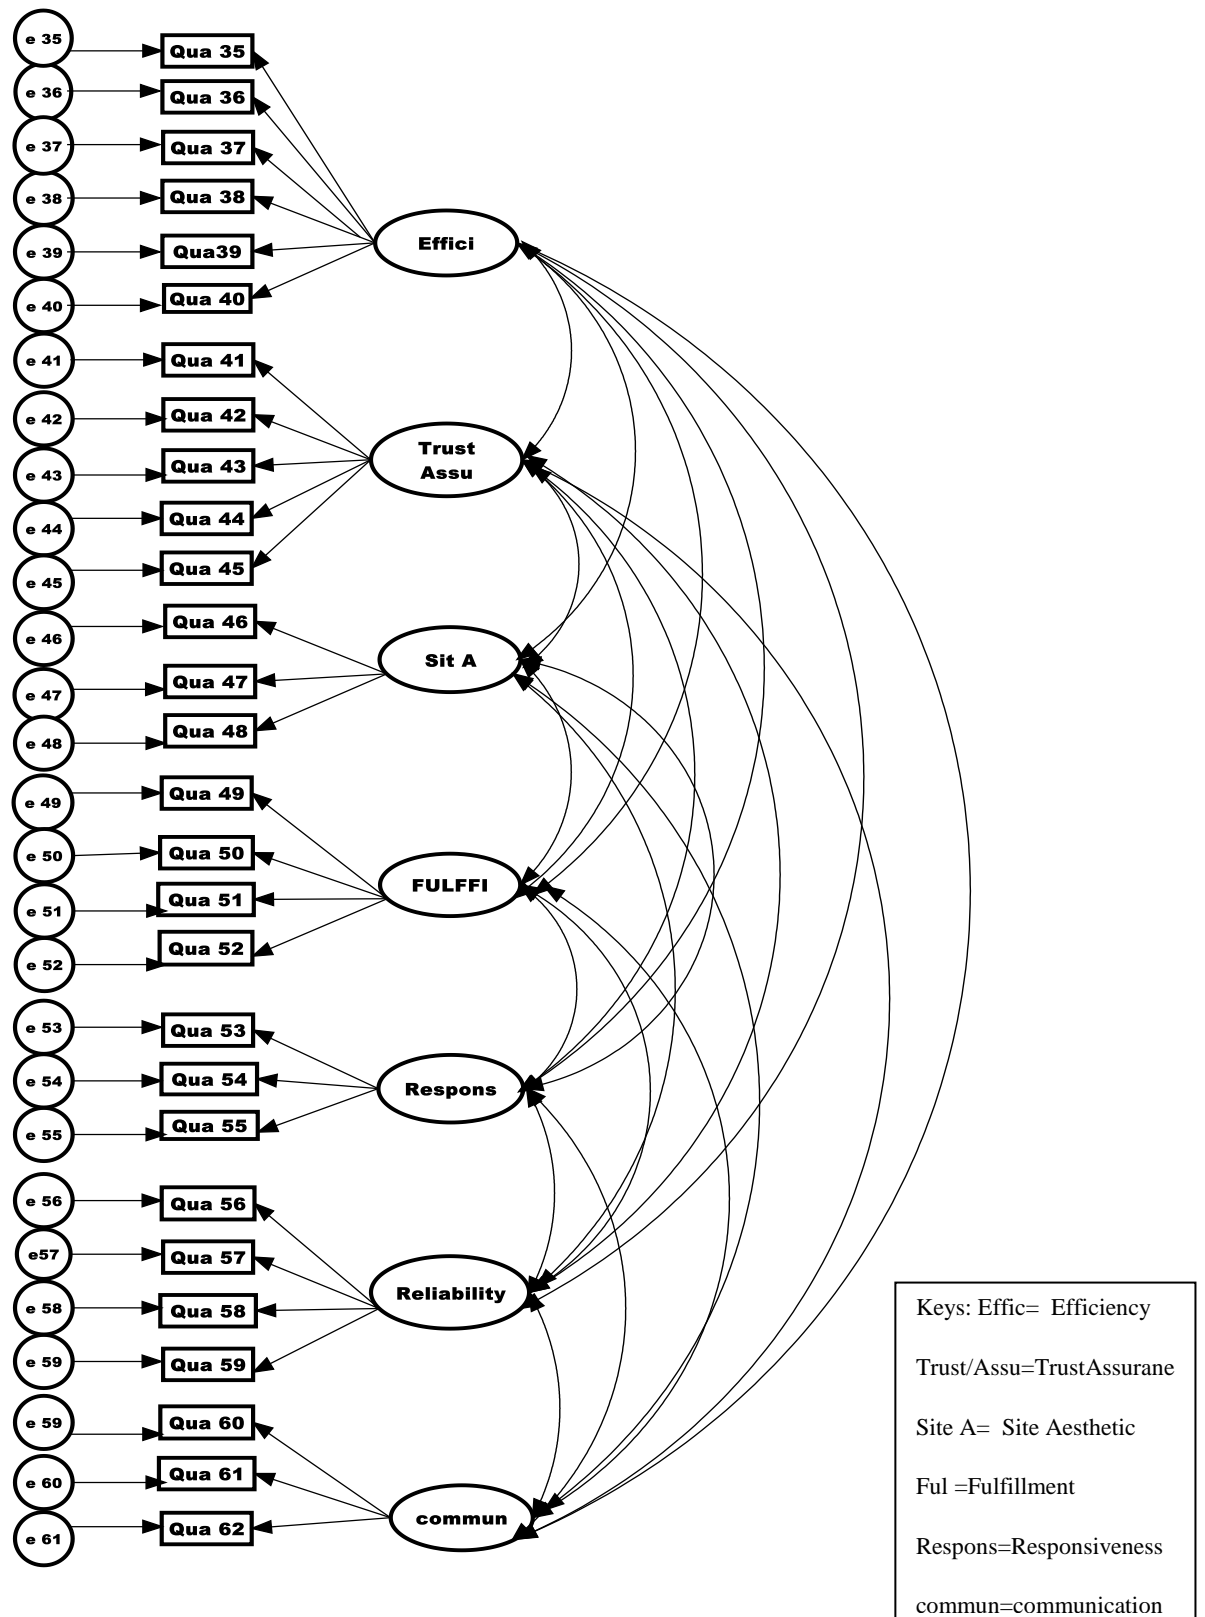 e 35
Qua 35
e 36
Qua 36
e 37
Qua 37
e 38
Qua 38
e 39
Qua39
Effici
e 40
Qua 40
e 41
Qua 41
e 42
Qua 42
e 43
Qua 43
Trust
Assu
e 44
Qua 44
e 45
Qua 45
e 46
Qua 46
Sit A
e 47
Qua 47
e 48
Qua 48
e 49
Qua 49
e 50
Qua 50
FULFFI
e 51
Qua 51
e 52
Qua 52
e 53
Qua 53
e 54
Qua 54
Respons
e 55
Qua 55
e 56
Qua 56
e57
Qua 57
Reliability
e 58
Qua 58
e 59
Qua 59
e 59
Qua 60
e 60
Qua 61
commun
e 61
Qua 62
Keys: Effic= Efficiency
Trust/Assu=TrustAssurane
Site A= Site Aesthetic
Ful =Fulfillment
Respons=Responsiveness
commun=communication